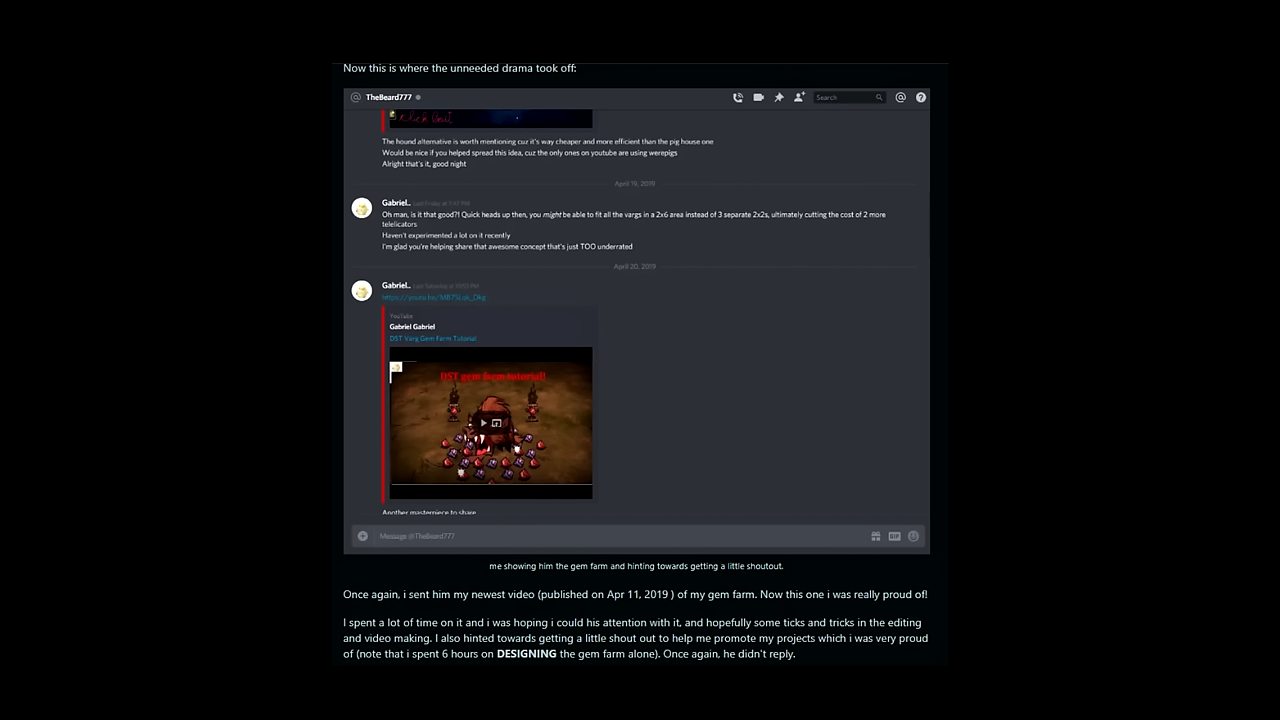 Now this is where the unneeded drama took off:
TheBeard777
Search
The hound alternative is worth mentioning cuz it's way cheaper and more efficient than the pig house one
Would be nice if you helped spread this idea, cuz the only ones on youtube are using werepigs
Alright that's it, good night
April 19, 2019
Gabriel.. Last Friday at
Oh man, is it that good?! Quick heads up then, you might be able to fit all the vargs in a 2x6 area instead of 3 separate 2x2s, ultimately cutting the cost of 2 more
telelicators
Haven't experimented a lot on it recently
I'm glad you're helping share that awesome concept that's just TOO underrated
April 20, 2019
Gabriel.. Last Saturday at
YouTube
Gabriel Gabriel
DST Varg Gem Farm Tutorial
DST gem farm tutorial!
Another masterpiece to share
Message @TheBeard777
GIF
me showing him the gem farm and hinting towards getting a little shoutout.
Once again, i sent him my newest video (published on Apr 11, 2019 ) of my gem farm. Now this one i was really proud of!
I spent a lot of time on it and i was hoping i could his attention with it, and hopefully some ticks and tricks in the editing
and video making. I also hinted towards getting a little shout out to help me promote my projects which i was very proud
of (note that i spent 6 hours on DESIGNING the gem farm alone). Once again, he didn't reply.